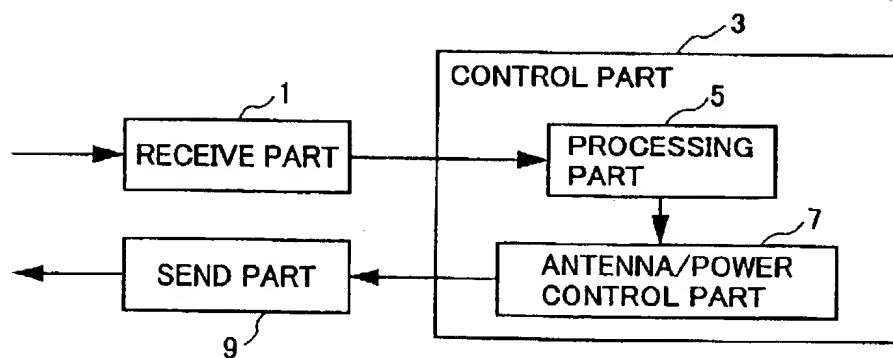 3
CONTROL PART
1
RECEIVE PART
5
PROCESSING
PART
7
ANTENNA/POWER
CONTROL PART
SEND PART
9